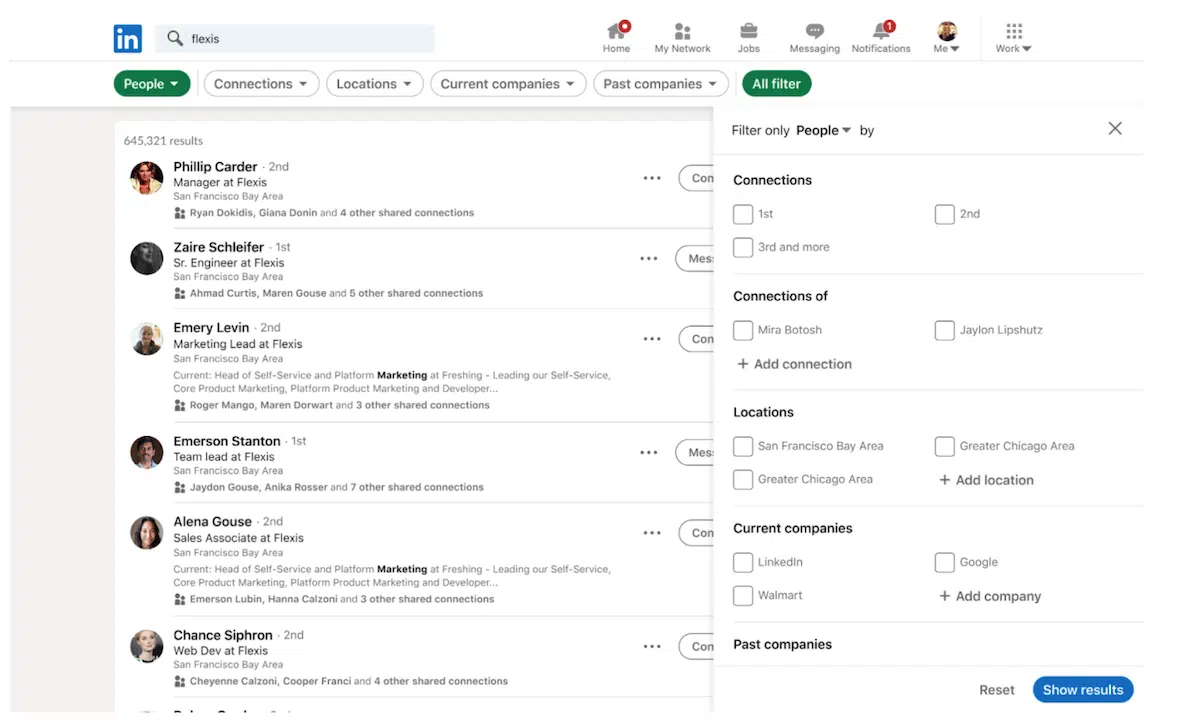 in
flexis
Home
My Network
Jobs
Messaging
1
Notifications
Me
Work
People
Connections
Locations
Current companies
Past companies
All filter
645,321 results
Phillip Carder · 2nd
Manager at Flexis
San Francisco Bay Area
Ryan Dokidis, Giana Donin and 4 other shared connections
Con
Zaire Schleifer · 1st
Sr. Engineer at Flexis
San Francisco Bay Area
Ahmad Curtis, Maren Gouse and 5 other shared connections
Mes
Emery Levin · 2nd
Marketing Lead at Flexis
San Francisco Bay Area
Current: Head of Self-Service and Platform Marketing at Freshing - Leading our Self-Service,
Core Product Marketing, Platform Product Marketing and Developer...
Roger Mango, Maren Dorwart and 3 other shared connections
Con
Emerson Stanton · 1st
Team lead at Flexis
San Francisco Bay Area
Jaydon Gouse, Anika Rosser and 7 other shared connections
Mes
Alena Gouse · 2nd
Sales Associate at Flexis
San Francisco Bay Area
Current: Head of Self-Service and Platform Marketing at Freshing - Leading our Self-Service,
Core Product Marketing, Platform Product Marketing and Developer...
Emerson Lubin, Hanna Calzoni and 3 other shared connections
Con
Chance Siphron · 2nd
Web Dev at Flexis
San Francisco Bay Area
Cheyenne Calzoni, Cooper Franci and 4 other shared connections
Con
Filter only People by
Connections
1st
2nd
3rd and more
Connections of
Mira Botosh
Jaylon Lipshutz
+ Add connection
Locations
San Francisco Bay Area
Greater Chicago Area
Greater Chicago Area
+ Add location
Current companies
LinkedIn
Google
Walmart
+ Add company
Past companies
Reset
Show results